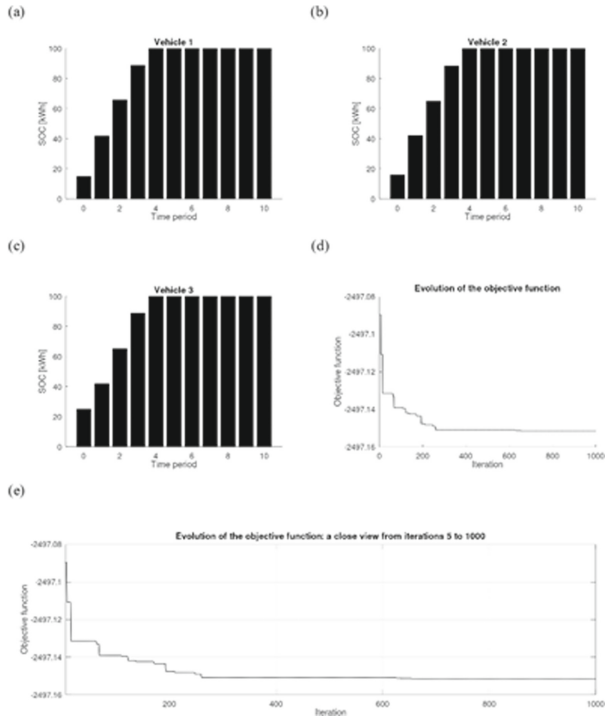 (a)
Vehicle 1
100
80
60
40
20
0
SOC [kWh]
0 2 4 6 8 10
Time period
(b)
Vehicle 2
100
80
60
40
20
0
SOC [kWh]
0 2 4 6 8 10
Time period
(c)
Vehicle 3
100
80
60
40
20
0
SOC [kWh]
0 2 4 6 8 10
Time period
(d)
Evolution of the objective function
-2497.08
-2497.1
-2497.12
-2497.14
-2497.16
Objective function
0 200 400 600 800 1000
Iteration
(e)
Evolution of the objective function: a close view from iterations 5 to 1000
-2497.08
-2497.1
-2497.12
-2497.14
-2497.16
Objective function
200 400 600 800 1000
Iteration